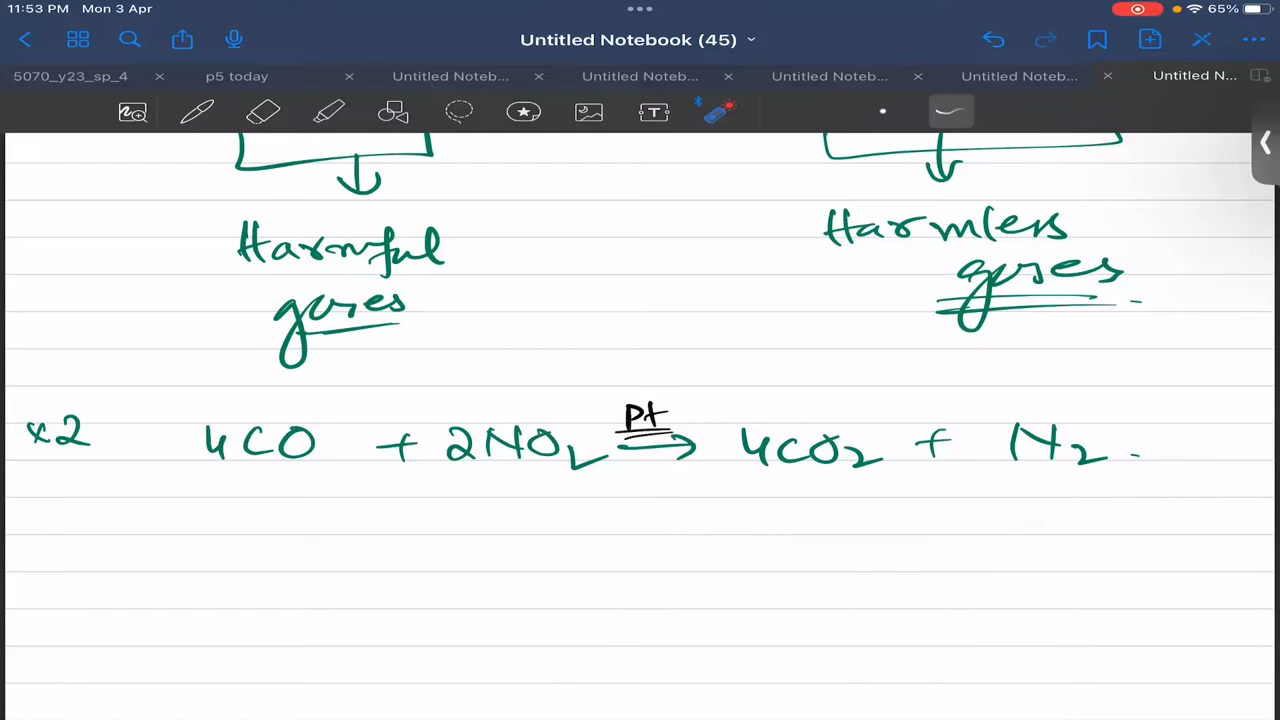 11:53 PM Mon 3 Apr
65%
Untitled Notebook (45)
5070_y23_sp_4 p5 today Untitled Noteb... Untitled Noteb... Untitled Noteb... Untitled Noteb... Untitled N...
Harmful
gases
Harmless
gases
x2 4CO + 2NO2 Pt → 4CO2 + N2